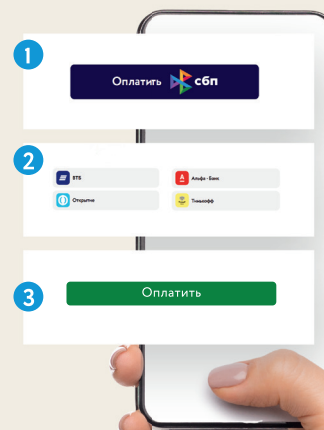 1
Оплатить сбп
2
ВТБ
Альфа-Банк
Открытие
Тинькофф
3
Оплатить